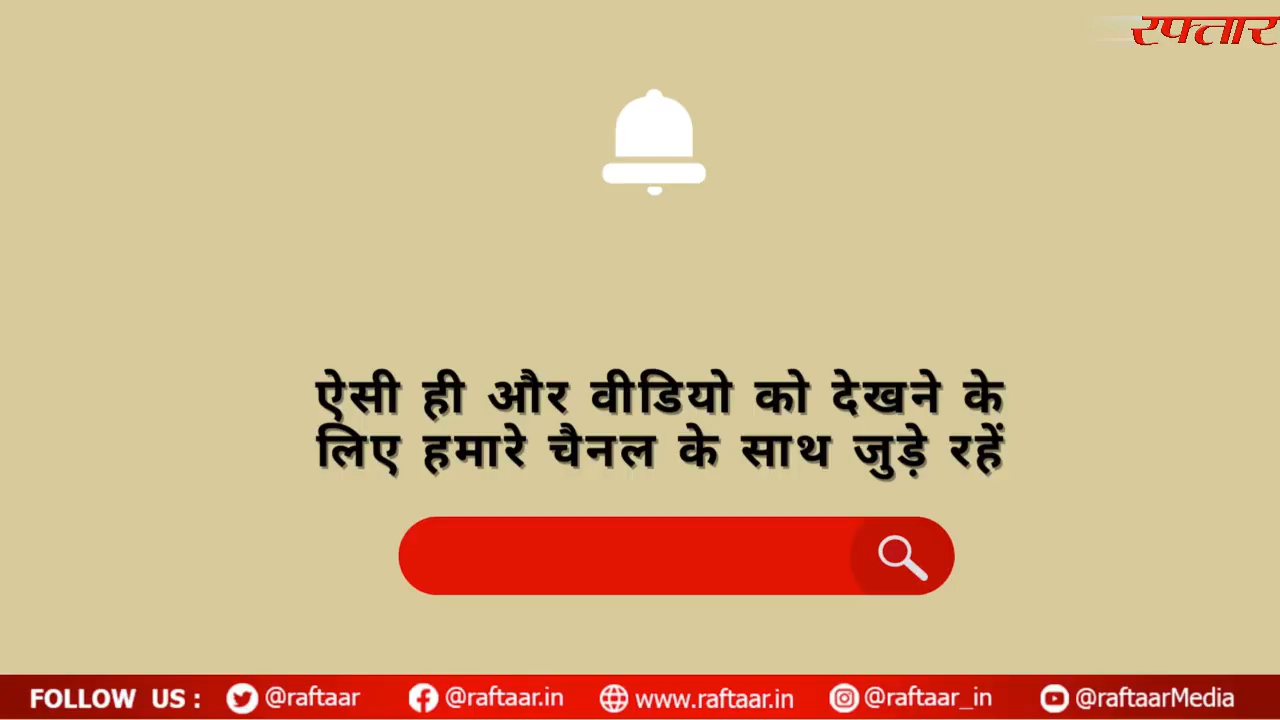 रफ्तार
ऐसी ही और वीडियो को देखने के
लिए हमारे चैनल के साथ जुड़े रहें
FOLLOW US : @raftaar @raftaar.in www.raftaar.in @raftaar_in @raftaarMedia